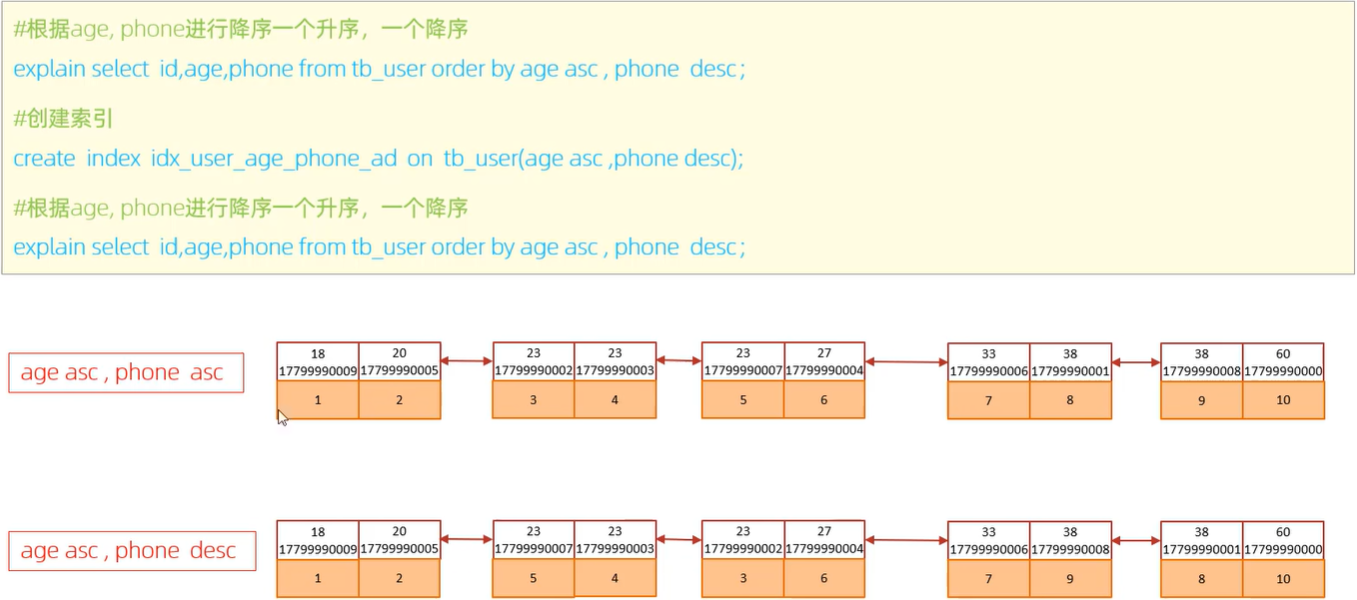 #根据age, phone进行降序一个升序，一个降序
explain select id,age,phone from tb_user order by age asc , phone desc ;
#创建索引
create index idx_user_age_phone_ad on tb_user(age asc ,phone desc);
#根据age, phone进行降序一个升序，一个降序
explain select id,age,phone from tb_user order by age asc , phone desc ;
age asc , phone asc
18 20 23 23 23 27 33 38 38 60
17799990009 17799990005 17799990002 17799990003 17799990007 17799990004 17799990006 17799990001 17799990008 17799990000
1 2 3 4 5 6 7 8 9 10
age asc , phone desc
18 20 23 23 23 27 33 38 38 60
17799990009 17799990005 17799990007 17799990003 17799990002 17799990004 17799990006 17799990008 17799990001 17799990000
1 2 5 4 3 6 7 9 8 10